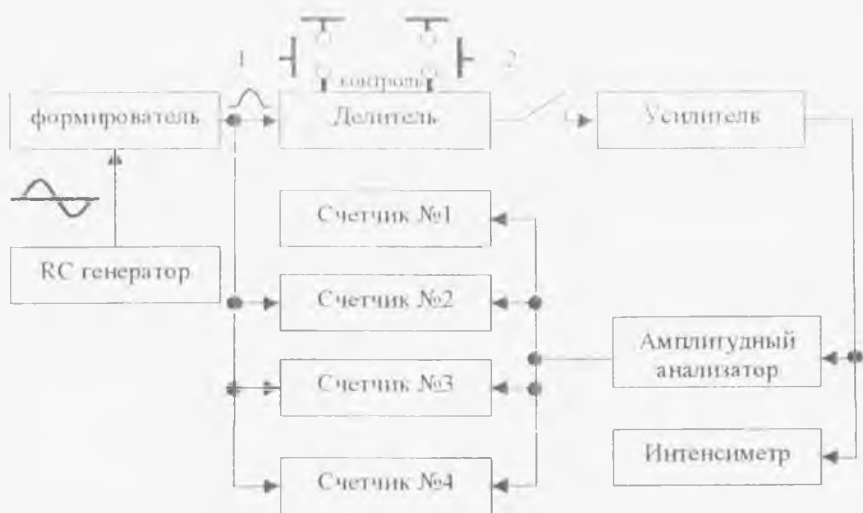 1
2
контроль
формирователь
Делитель
Усилитель
Счетчик №1
RC генератор
Счетчик №2
Амплитудный
анализатор
Счетчик №3
Интенсиметр
Счетчик №4